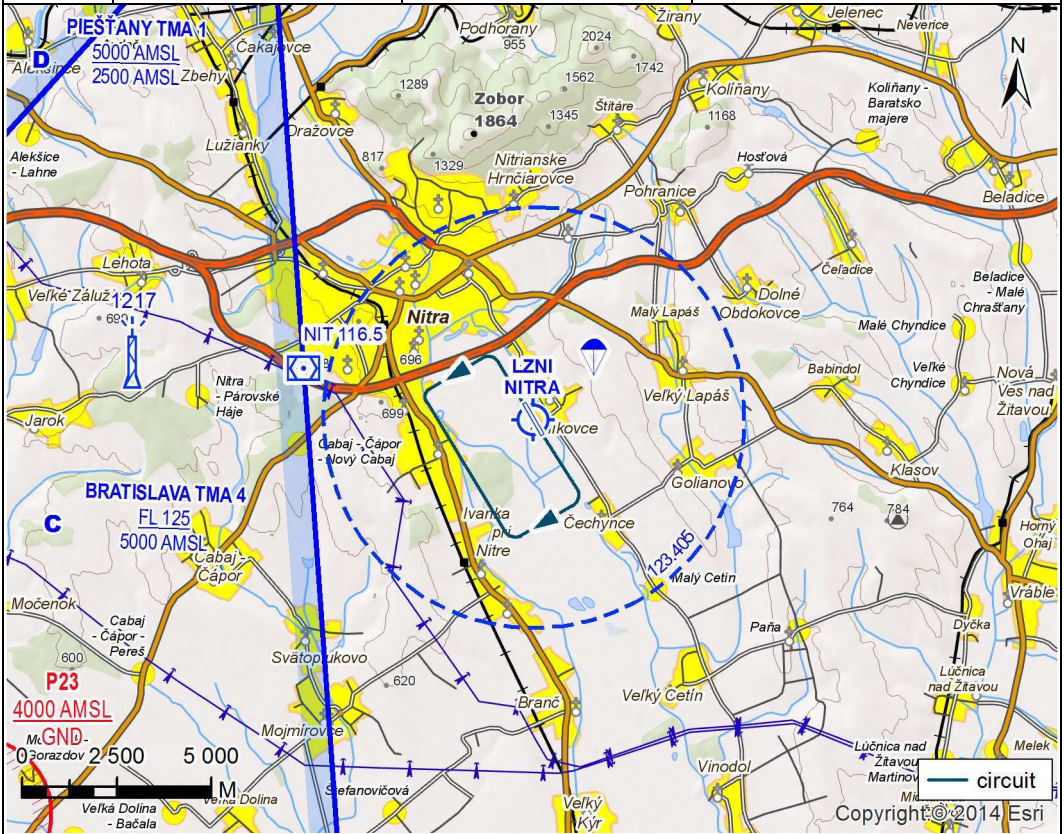 PIEŠŤANY TMA 1
5000 AMSL
2500 AMSL
D
Alekšince
Zbehy
Čakajovce
Podhorany
955
2024
Žirany
Jelenec
Neverice
N
1742
1562
1289
Zobor
1864
1345
Štitáre
Kolíňany
1168
Kolíňany -
Baratsko
majere
Dražovce
Lužianky
817
1329
Nitrianske
Hrnčiarovce
Hosťová
Pohranice
Beladice
Alekšice
- Lahne
Lehota
Čeladice
Veľké Zálužie
1217
Dolné
Obdokovce
Beladice
- Malé
Chrašťany
Malý Lapáš
Malé Chyndice
NIT 116.5
Nitra
696
LZNI
NITRA
Babindol
Veľké
Chyndice
Nová
Ves nad
Žitavou
Nitra
- Párovské
Háje
Veľký Lapáš
699
Jarok
Cabaj - Čápor
- Nový Cabaj
Klasov
Golianovo
BRATISLAVA TMA 4
FL 125
5000 AMSL
C
Ivanka
pri
Nitre
Čechynce
764
784
Horný
Ohaj
Cabaj -
Čápor
123.405
Malý Cetín
Močenok
Cabaj
- Čápor -
Pereš
Vráble
Paňa
Dyčka
Svätoplukovo
600
620
P23
4000 AMSL
GND
Lúčnica
nad Žitavou
Veľký Cetín
Branč
Mojmírovce
Gorazdov
Lúčnica nad
Žitavou
Martinov
Melek
0 2 500 5 000
M
Štefanovičová
Vinodol
circuit
Veľká Dolina
- Bačala
Veľká Dolina
Veľký
Kýr
Copyright:© 2014 Esri